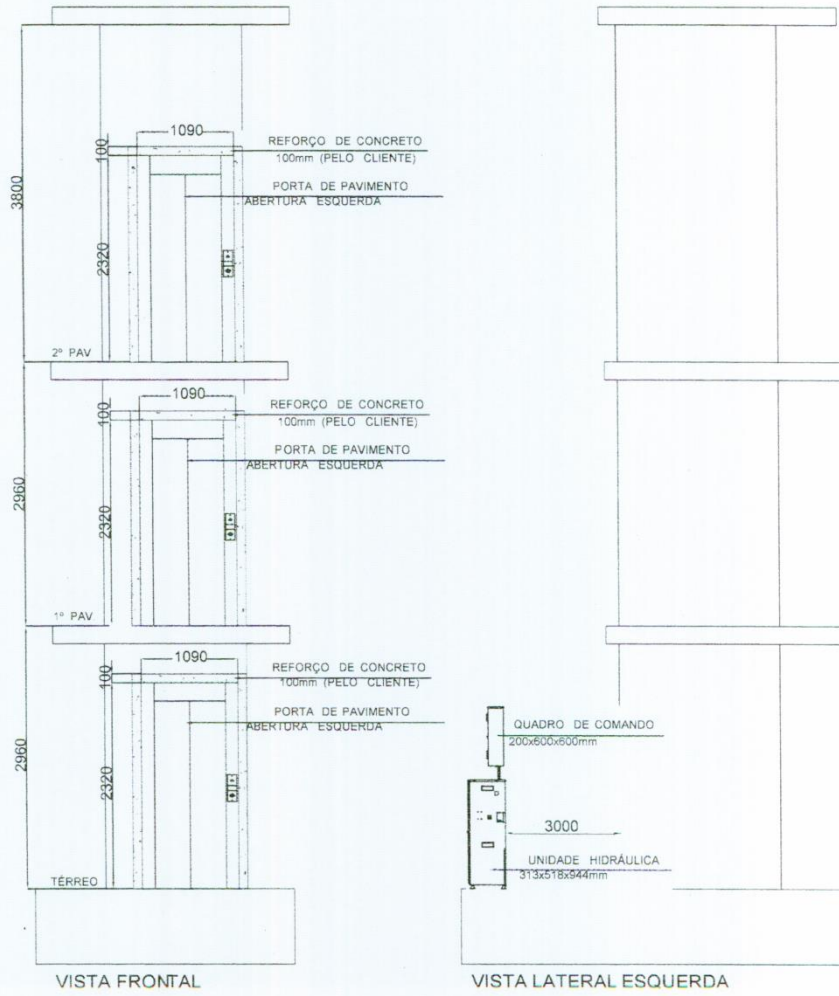 1090
REFORÇO DE CONCRETO
100mm (PELO CLIENTE)
100
PORTA DE PAVIMENTO
ABERTURA ESQUERDA
3800
2320
2º PAV
1090
REFORÇO DE CONCRETO
100mm (PELO CLIENTE)
100
PORTA DE PAVIMENTO
ABERTURA ESQUERDA
2960
2320
1º PAV
1090
REFORÇO DE CONCRETO
100mm (PELO CLIENTE)
100
PORTA DE PAVIMENTO
ABERTURA ESQUERDA
2960
2320
TÉRREO
VISTA FRONTAL
QUADRO DE COMANDO
200x600x600mm
3000
UNIDADE HIDRÁULICA
313x518x944mm
VISTA LATERAL ESQUERDA